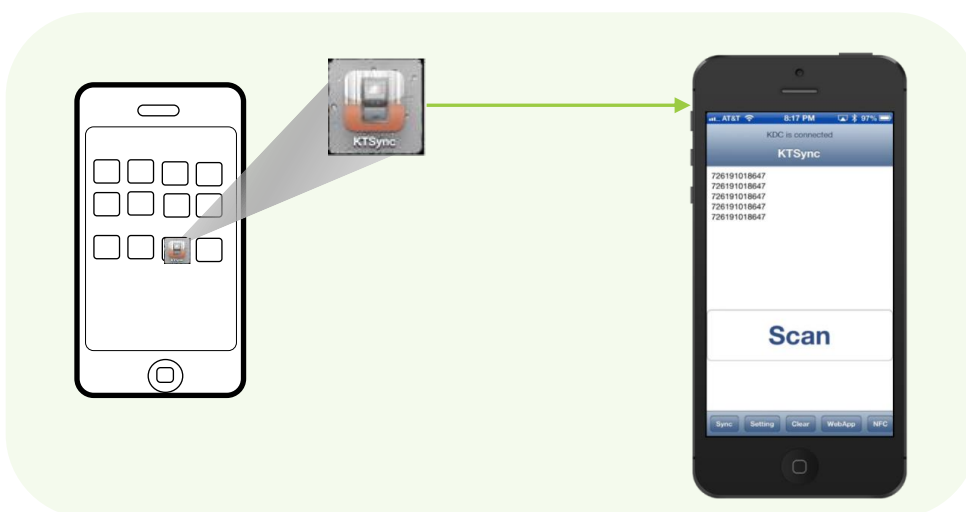 KTSync
AT&T 8:17 PM 97%
KDC is connected
KTSync
726191018647
726191018647
726191018647
726191018647
726191018647
Scan
Sync Setting Clear WebApp NFC